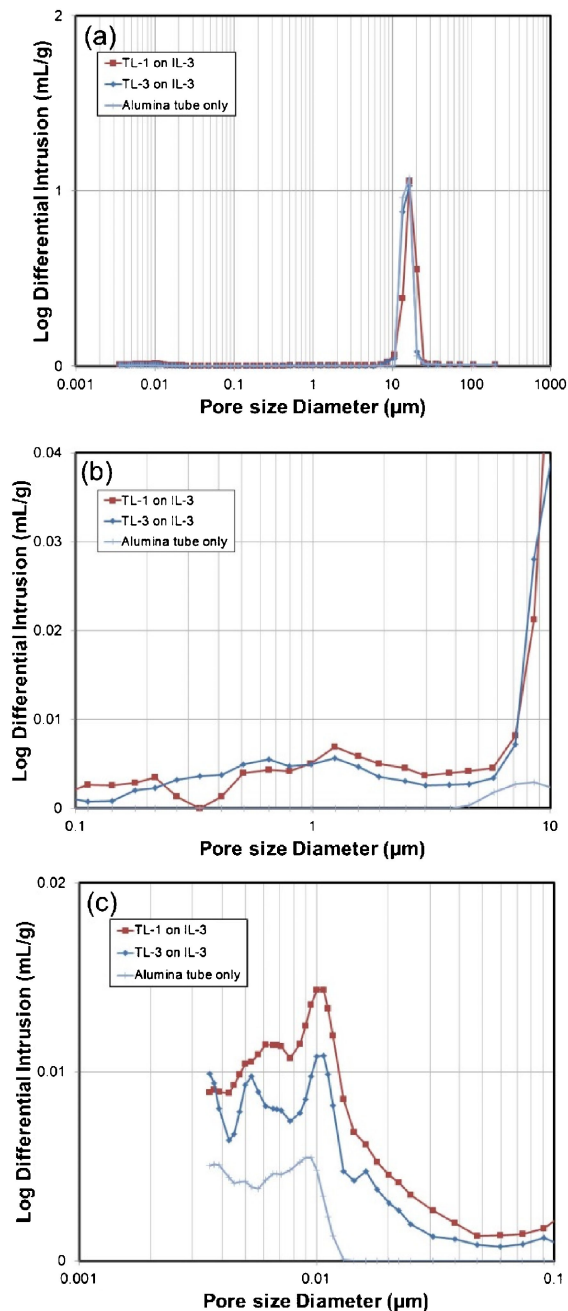 (a)
TL-1 on IL-3
TL-3 on IL-3
Alumina tube only
Log Differential Intrusion (mL/g)
2
1
0
0.001 0.01 0.1 1 10 100 1000
Pore size Diameter (µm)
(b)
TL-1 on IL-3
TL-3 on IL-3
Alumina tube only
Log Differential Intrusion (mL/g)
0.04
0.03
0.02
0.01
0
0.1 1 10
Pore size Diameter (µm)
(c)
TL-1 on IL-3
TL-3 on IL-3
Alumina tube only
Log Differential Intrusion (mL/g)
0.02
0.01
0
0.001 0.01 0.1
Pore size Diameter (µm)